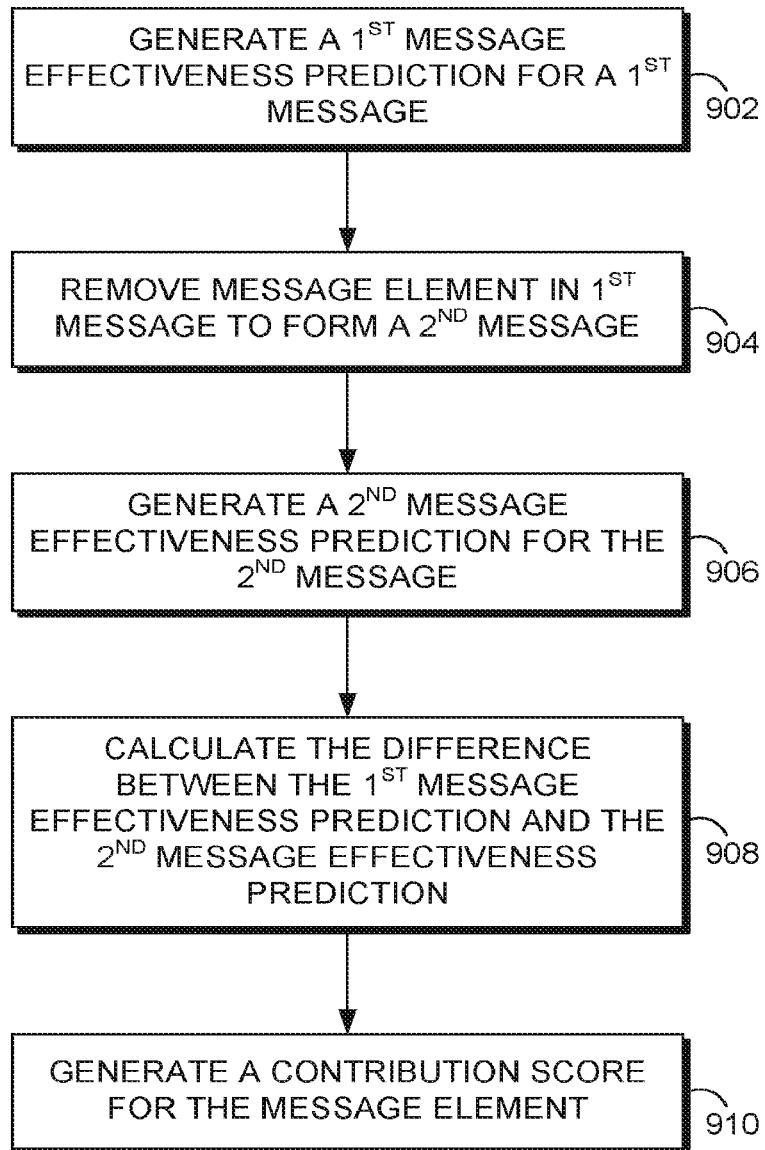 GENERATE A 1ST MESSAGE
EFFECTIVENESS PREDICTION FOR A 1ST
MESSAGE
902
REMOVE MESSAGE ELEMENT IN 1ST
MESSAGE TO FORM A 2ND MESSAGE
904
GENERATE A 2ND MESSAGE
EFFECTIVENESS PREDICTION FOR THE
2ND MESSAGE
906
CALCULATE THE DIFFERENCE
BETWEEN THE 1ST MESSAGE
EFFECTIVENESS PREDICTION AND THE
2ND MESSAGE EFFECTIVENESS
PREDICTION
908
GENERATE A CONTRIBUTION SCORE
FOR THE MESSAGE ELEMENT
910